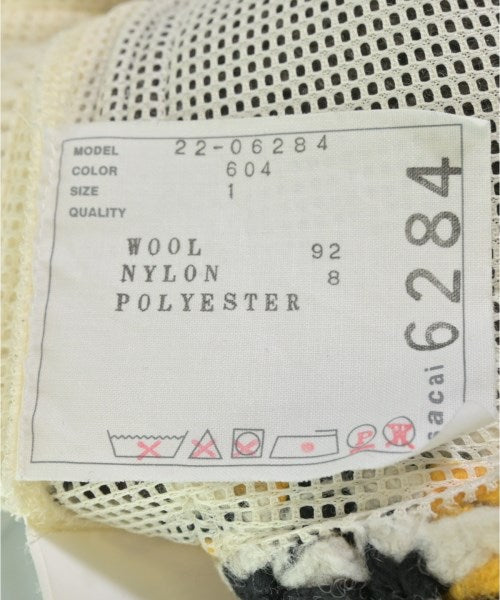 MODEL 22-06284
COLOR 604
SIZE 1
QUALITY
WOOL 92
NYLON 8
POLYESTER
sacai 6284
P W